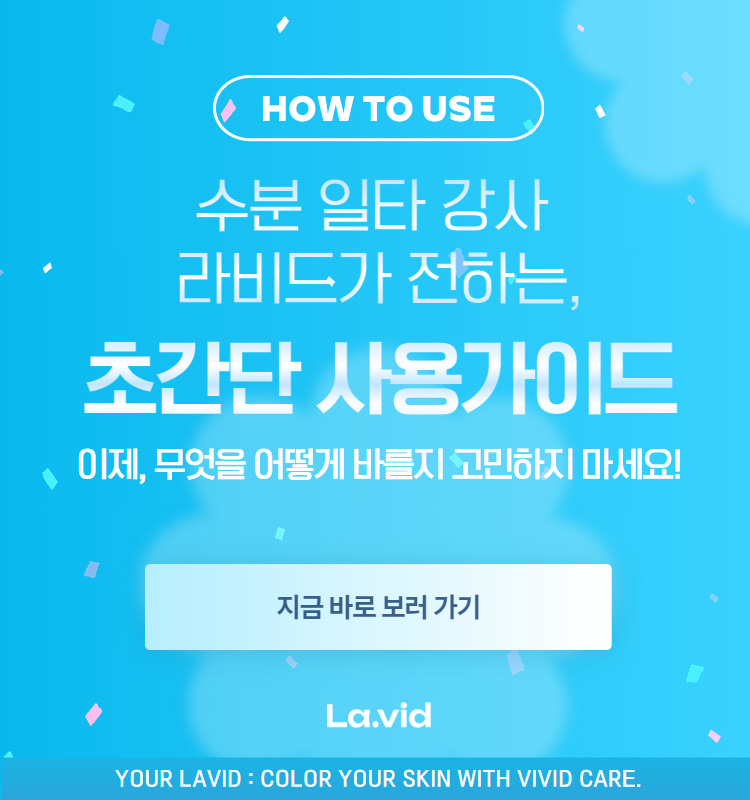 HOW TO USE
수분 일타 강사
라비드가 전하는,
초간단 사용가이드
이제, 무엇을 어떻게 바를지 고민하지 마세요!
지금 바로 보러 가기
La.vid
YOUR LAVID : COLOR YOUR SKIN WITH VIVID CARE.